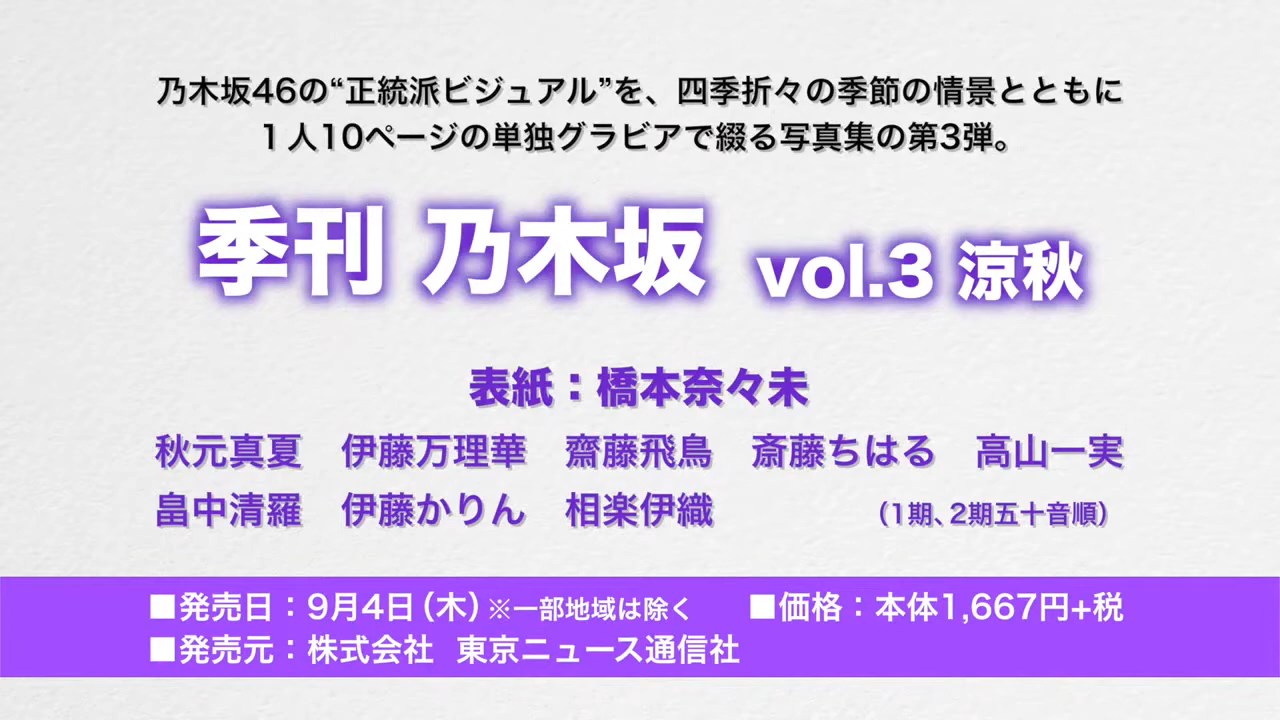 乃木坂46の“正統派ビジュアル”を、四季折々の季節の情景とともに
１人10ページの単独グラビアで綴る写真集の第3弾。
季刊 乃木坂 vol.3 涼秋
表紙：橋本奈々未
秋元真夏　伊藤万理華　齋藤飛鳥　斎藤ちはる　高山一実
畠中清羅　伊藤かりん　相楽伊織　（1期、2期五十音順）
■発売日：9月4日（木）※一部地域は除く　■価格：本体1,667円+税
■発売元：株式会社　東京ニュース通信社